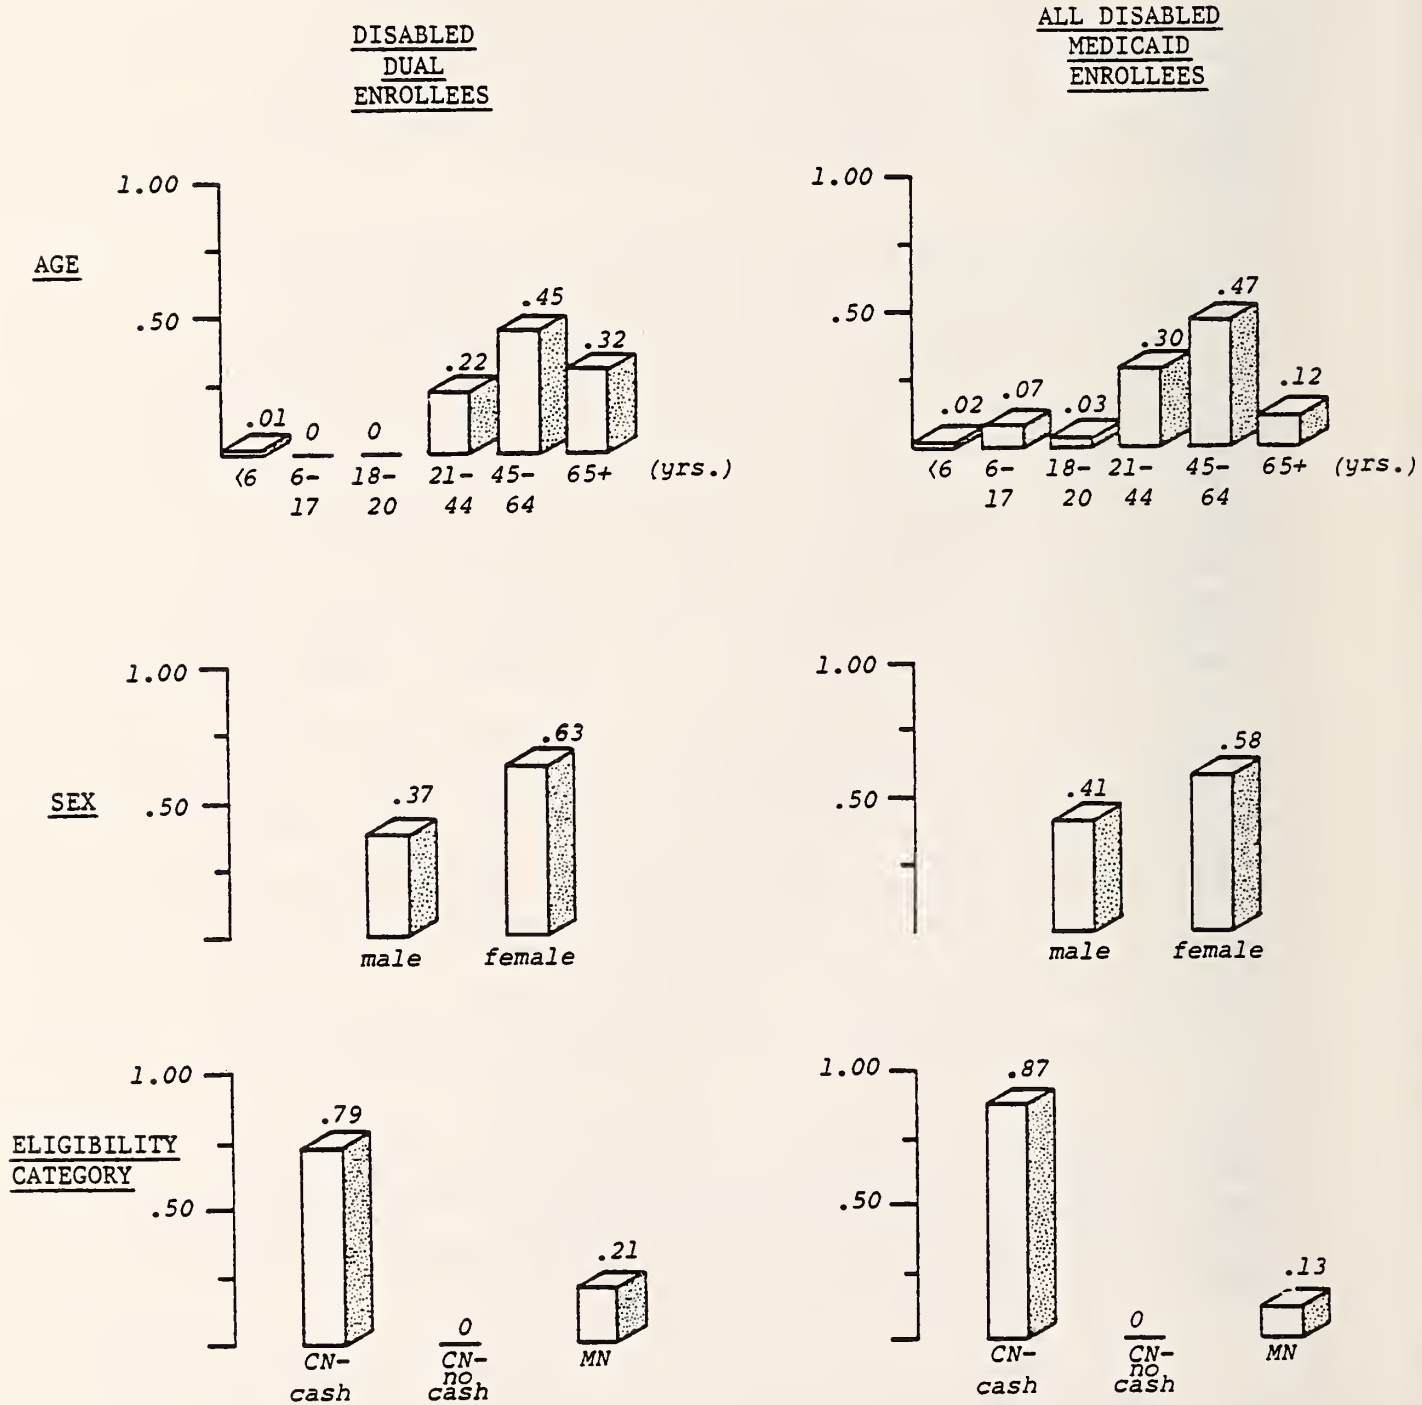 DISABLED
DUAL
ENROLLEES
ALL DISABLED
MEDICAID
ENROLLEES
AGE
1.00
.50
.01
0
0
.22
.45
.32
<6 6- 18- 21- 45- 65+ (yrs.)
17 20 44 64
1.00
.50
.02
.07
.03
.30
.47
.12
<6 6- 18- 21- 45- 65+ (yrs.)
17 20 44 64
SEX
1.00
.50
.37
.63
male female
1.00
.50
.41
.58
male female
ELIGIBILITY
CATEGORY
1.00
.50
.79
0
.21
CN- CN- MN
no
cash cash
1.00
.50
.87
0
.13
CN- CN- MN
no
cash cash